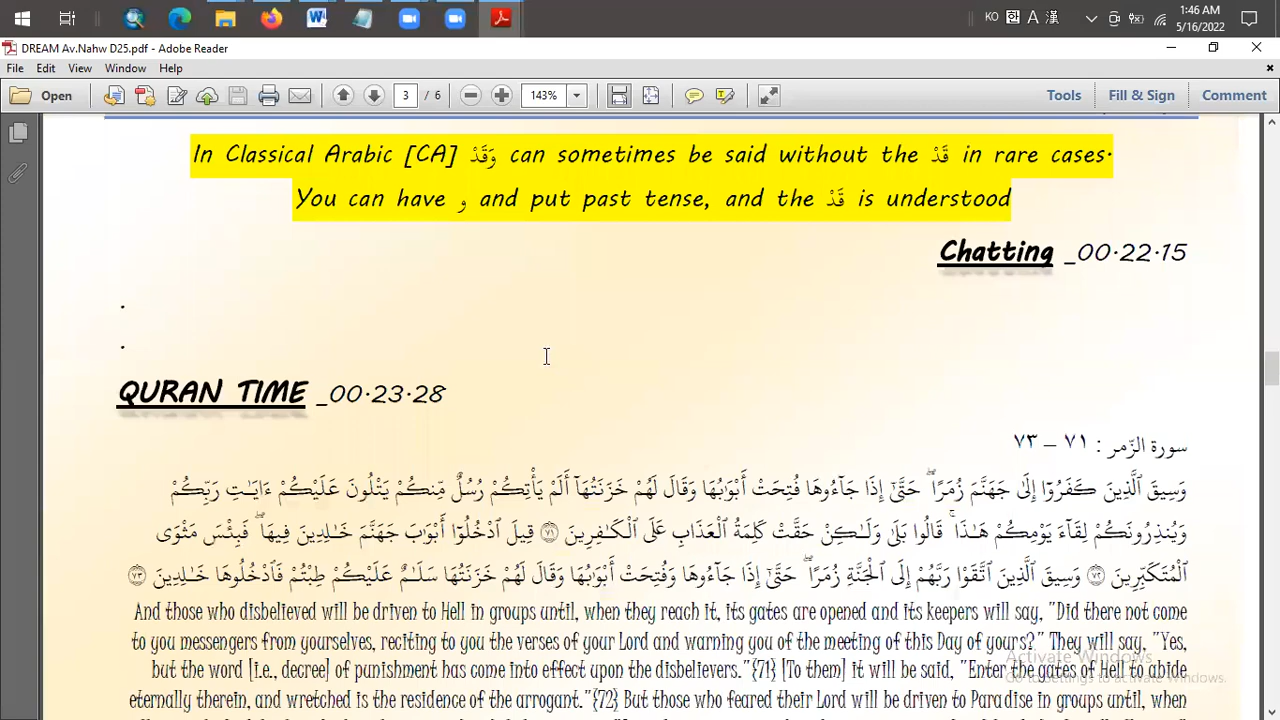 KO A 漢
1:46 AM
5/16/2022
DREAM Av.Nahw D25.pdf - Adobe Reader
File Edit View Window Help
Open 3 / 6 143% Tools Fill & Sign Comment
In Classical Arabic [CA] وَقَدْ can sometimes be said without the قَدْ in rare cases.
You can have و and put past tense, and the قَدْ is understood
Chatting _00.22.15
.
.
QURAN TIME _00.23.28
سورة الزّمر : ٧١ – ٧٣
وَسِيقَ ٱلَّذِينَ كَفَرُوٓا۟ إِلَىٰ جَهَنَّمَ زُمَرًا ۖ حَتَّىٰٓ إِذَا جَآءُوهَا فُتِحَتْ أَبْوَٰبُهَا وَقَالَ لَهُمْ خَزَنَتُهَآ أَلَمْ يَأْتِكُمْ رُسُلٌ مِّنكُمْ يَتْلُونَ عَلَيْكُمْ ءَايَـٰتِ رَبِّكُمْ
وَيُنذِرُونَكُمْ لِقَآءَ يَوْمِكُمْ هَـٰذَا ۚ قَالُوا۟ بَلَىٰ وَلَـٰكِنْ حَقَّتْ كَلِمَةُ ٱلْعَذَابِ عَلَى ٱلْكَـٰفِرِينَ ﴿٧١﴾ قِيلَ ٱدْخُلُوٓا۟ أَبْوَٰبَ جَهَنَّمَ خَـٰلِدِينَ فِيهَا ۖ فَبِئْسَ مَثْوَى
ٱلْمُتَكَبِّرِينَ ﴿٧٢﴾ وَسِيقَ ٱلَّذِينَ ٱتَّقَوْا۟ رَبَّهُمْ إِلَى ٱلْجَنَّةِ زُمَرًا ۖ حَتَّىٰٓ إِذَا جَآءُوهَا وَفُتِحَتْ أَبْوَٰبُهَا وَقَالَ لَهُمْ خَزَنَتُهَا سَلَـٰمٌ عَلَيْكُمْ طِبْتُمْ فَٱدْخُلُوهَا خَـٰلِدِينَ ﴿٧٣﴾
And those who disbelieved will be driven to Hell in groups until, when they reach it, its gates are opened and its keepers will say, "Did there not come
to you messengers from yourselves, reciting to you the verses of your Lord and warning you of the meeting of this Day of yours?" They will say, "Yes,
but the word [i.e., decree] of punishment has come into effect upon the disbelievers."{71} [To them] it will be said, "Enter the gates of Hell to abide
eternally therein, and wretched is the residence of the arrogant."{72} But those who feared their Lord will be driven to Paradise in groups until, when
Activate Windows
Go to Settings to activate Windows.